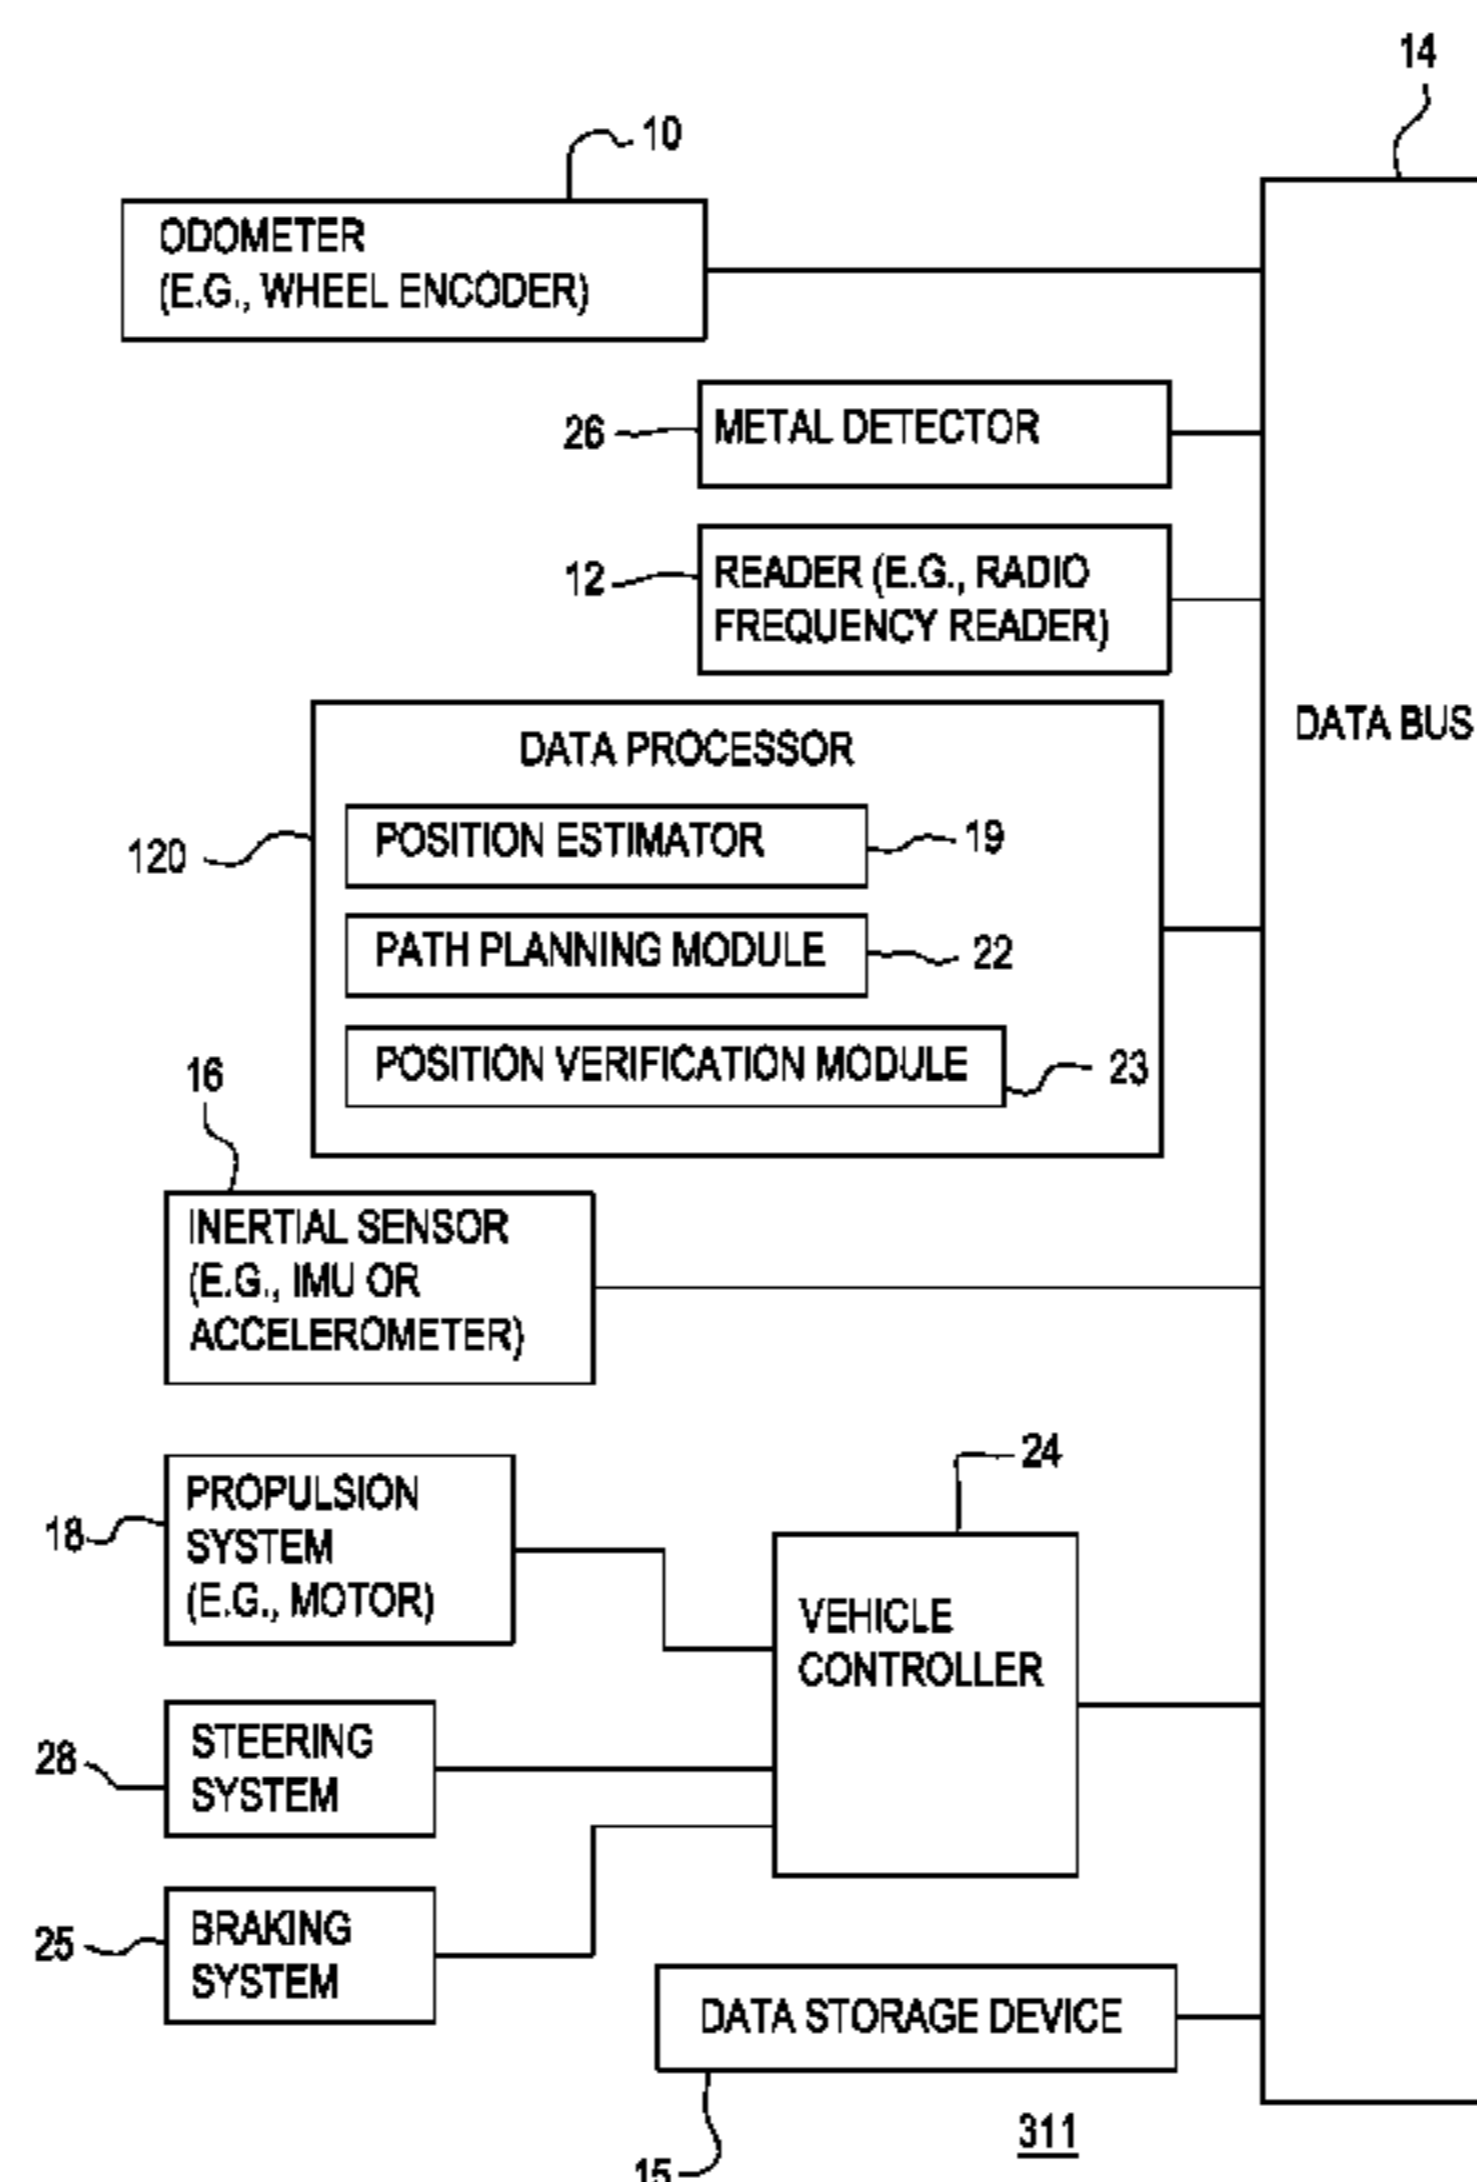 14
10
ODOMETER
(E.G., WHEEL ENCODER)
26
METAL DETECTOR
12
READER (E.G., RADIO
FREQUENCY READER)
DATA BUS
DATA PROCESSOR
120
POSITION ESTIMATOR
19
PATH PLANNING MODULE
22
POSITION VERIFICATION MODULE
23
16
INERTIAL SENSOR
(E.G., IMU OR
ACCELEROMETER)
24
18
PROPULSION
SYSTEM
(E.G., MOTOR)
VEHICLE
CONTROLLER
28
STEERING
SYSTEM
25
BRAKING
SYSTEM
DATA STORAGE DEVICE
311
15